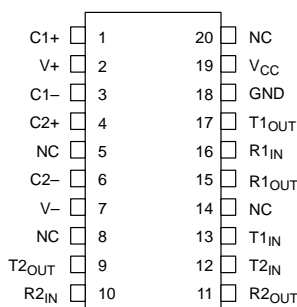 C1+ 1 20 NC
V+ 2 19 VCC
C1– 3 18 GND
C2+ 4 17 T1OUT
NC 5 16 R1IN
C2– 6 15 R1OUT
V– 7 14 NC
NC 8 13 T1IN
T2OUT 9 12 T2IN
R2IN 10 11 R2OUT